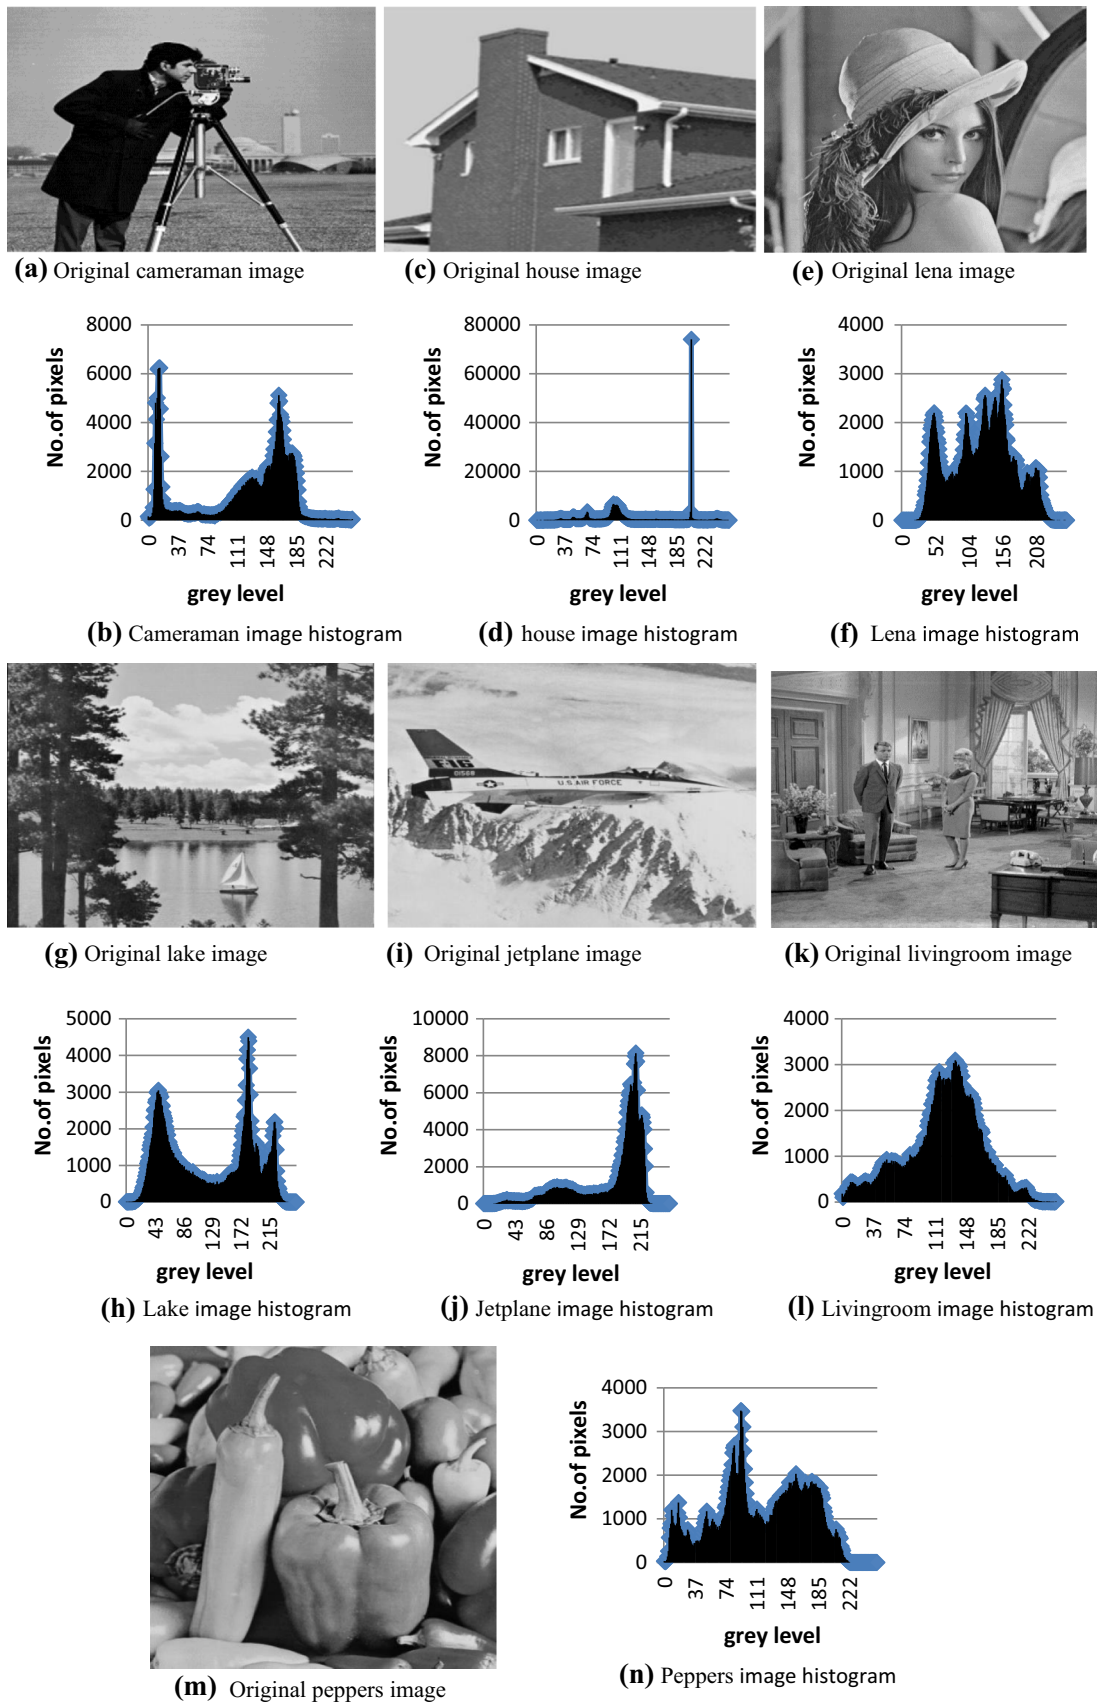 (a) Original cameraman image
(c) Original house image
(e) Original lena image
No.of pixels
8000
6000
4000
2000
0
0 37 74 111 148 185 222
grey level
(b) Cameraman image histogram
No.of pixels
80000
60000
40000
20000
0
0 37 74 111 148 185 222
grey level
(d) house image histogram
No.of pixels
4000
3000
2000
1000
0
0 52 104 156 208
grey level
(f) Lena image histogram
F-16
01568
U.S. AIR FORCE
(g) Original lake image
(i) Original jetplane image
(k) Original livingroom image
No.of pixels
5000
4000
3000
2000
1000
0
0 43 86 129 172 215
grey level
(h) Lake image histogram
No.of pixels
10000
8000
6000
4000
2000
0
0 43 86 129 172 215
grey level
(j) Jetplane image histogram
No.of pixels
4000
3000
2000
1000
0
0 37 74 111 148 185 222
grey level
(l) Livingroom image histogram
(m) Original peppers image
No.of pixels
4000
3000
2000
1000
0
0 37 74 111 148 185 222
grey level
(n) Peppers image histogram